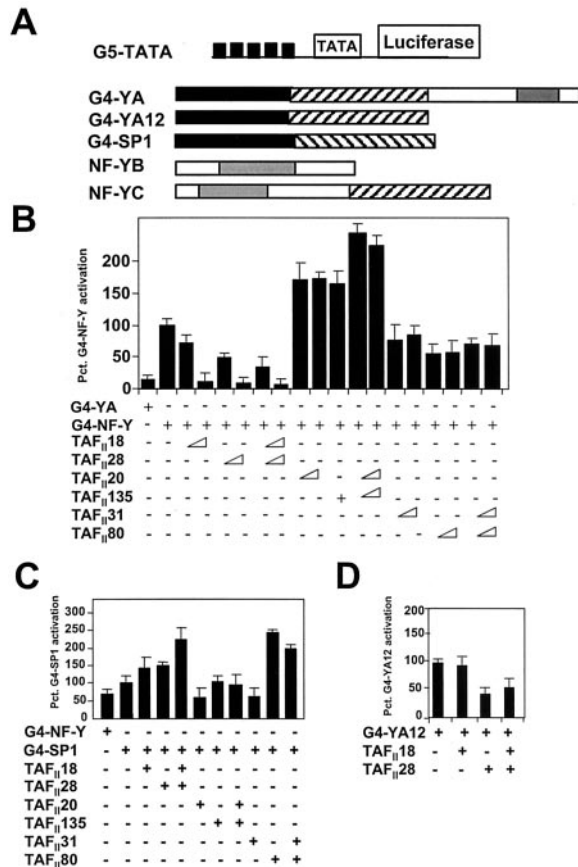 A
G5-TATA
TATA
Luciferase
G4-YA
G4-YA12
G4-SP1
NF-YB
NF-YC
B
Pct. G4-NF-Y activation
250
200
150
100
50
0
G4-YA + - - - - - - - - - - - - - - - - - -
G4-NF-Y - + + + + + + + + + + + + + + + + + +
TAFII18 - - - - - - - - - - - - - - -
TAFII28 - - - - - - - - - - - - - - -
TAFII20 - - - - - - - - - - - - - - -
TAFII135 - - - - - - - - - - + - - - - - -
TAFII31 - - - - - - - - - - - - - - -
TAFII80 - - - - - - - - - - - - - - -
C
Pct. G4-SP1 activation
300
250
200
150
100
50
0
G4-NF-Y + - - - - - - - - - -
G4-SP1 - + + + + + + + + + +
TAFII18 - - + - + - - - - - -
TAFII28 - - - + + - - - - - -
TAFII20 - - - - - + - + - - -
TAFII135 - - - - - - + + - - -
TAFII31 - - - - - - - - + - +
TAFII80 - - - - - - - - - + +
D
Pct. G4-YA12 activation
200
150
100
50
0
G4-YA12 + + + +
TAFII18 - + - +
TAFII28 - - + +